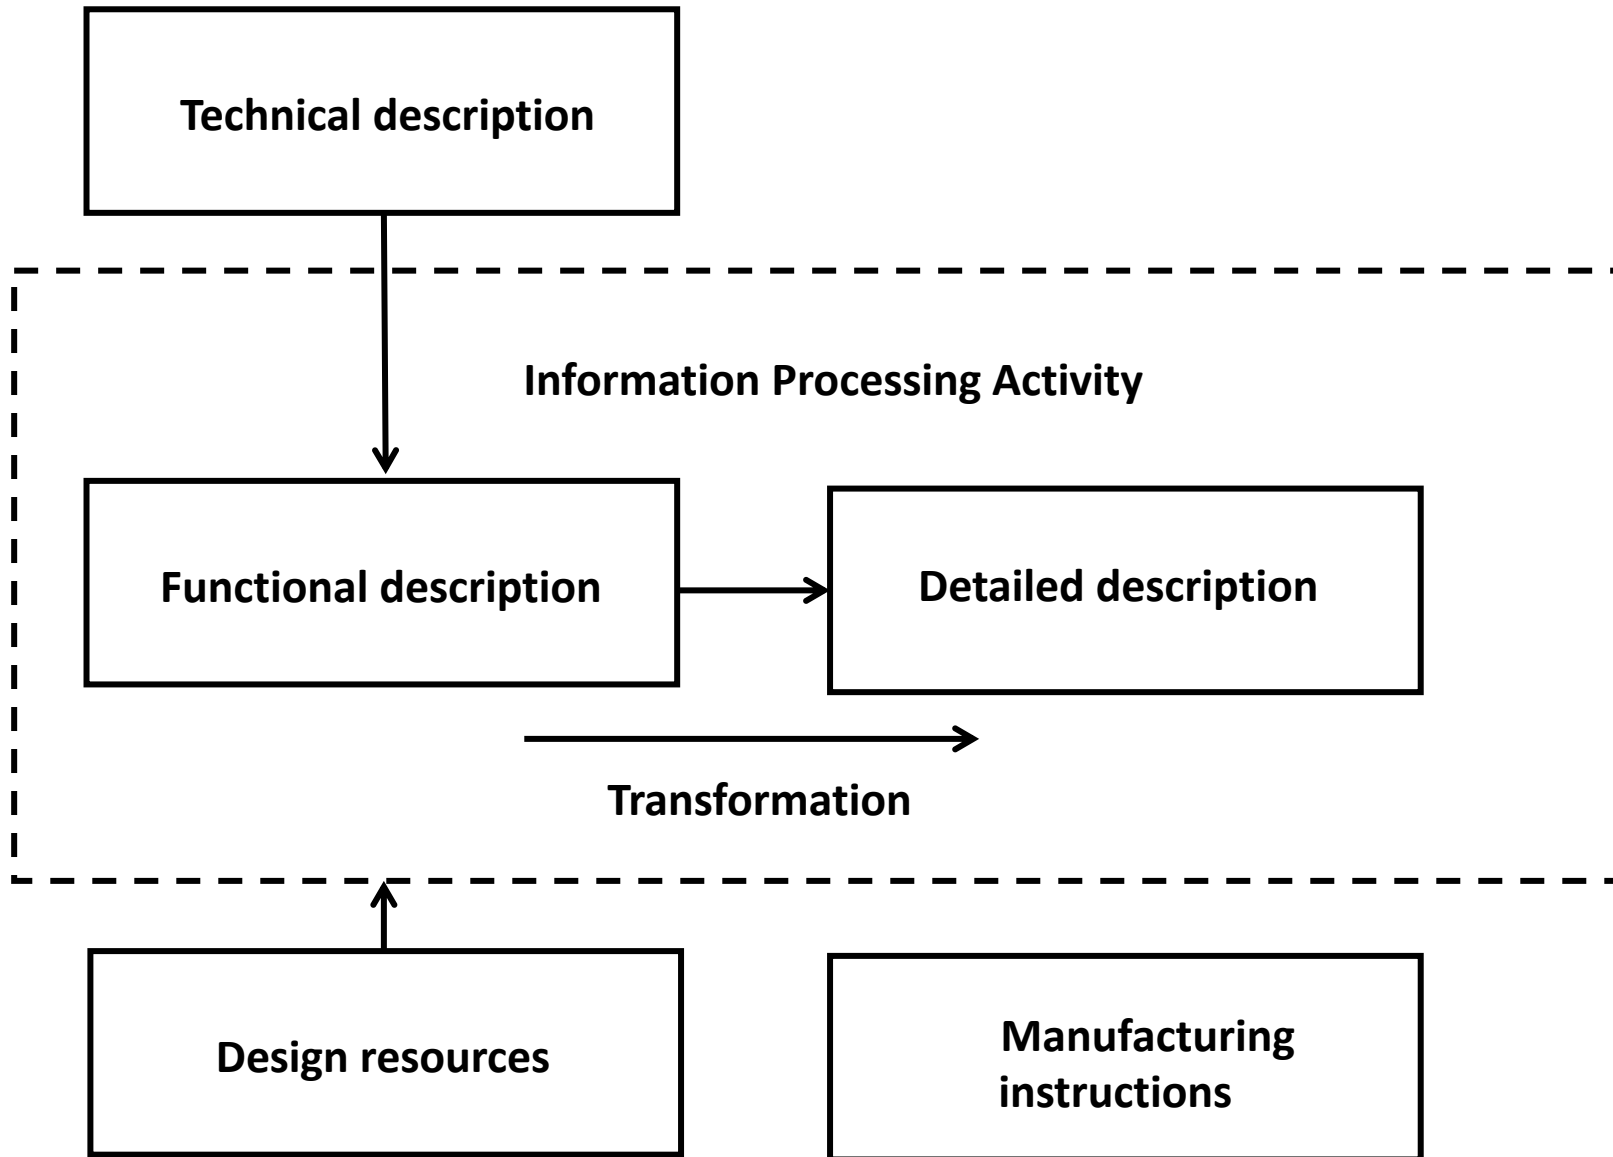 Technical description
Information Processing Activity
Functional description
Detailed description
Transformation
Design resources
Manufacturing
instructions